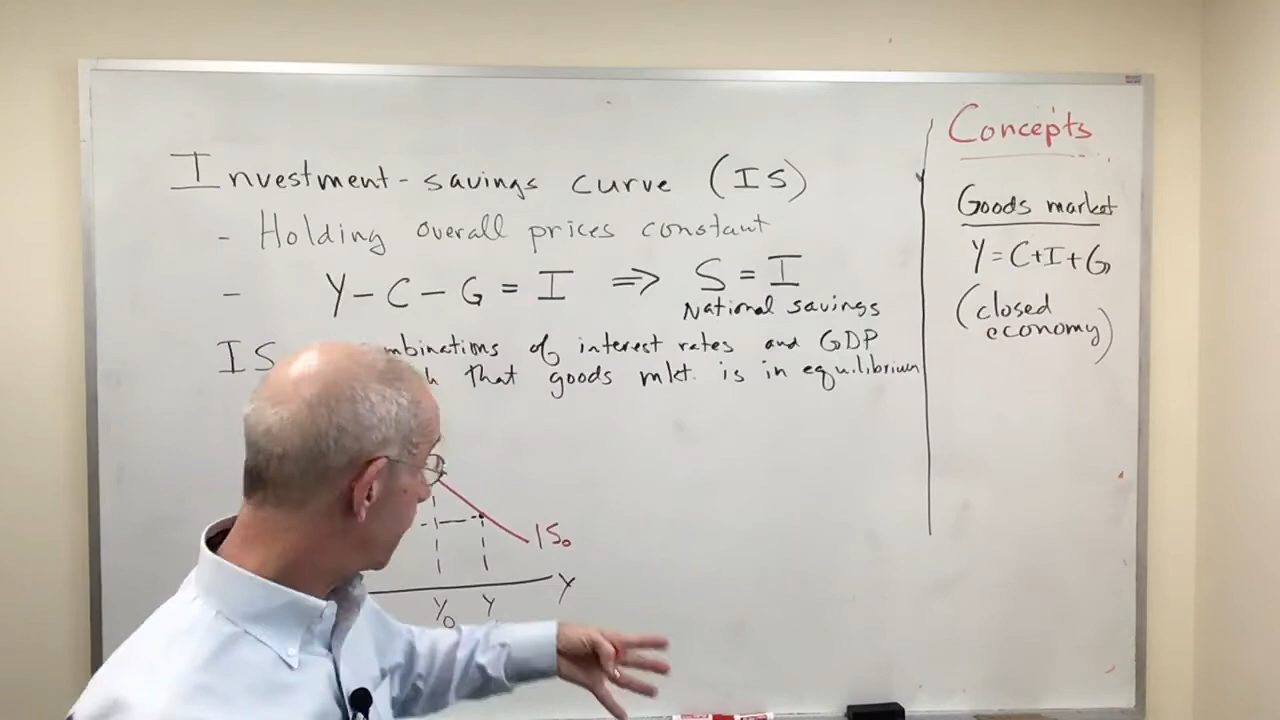 Investment-savings curve (IS)
- Holding overall prices constant
- Y-C-G = I ⇒ S = I
National savings
IS mbinations of interest rates and GDP
h that goods mkt. is in equilibrium
IS₀
Y
Y₀ Y
Concepts
Goods market
Y=C+I+G
(closed
economy)